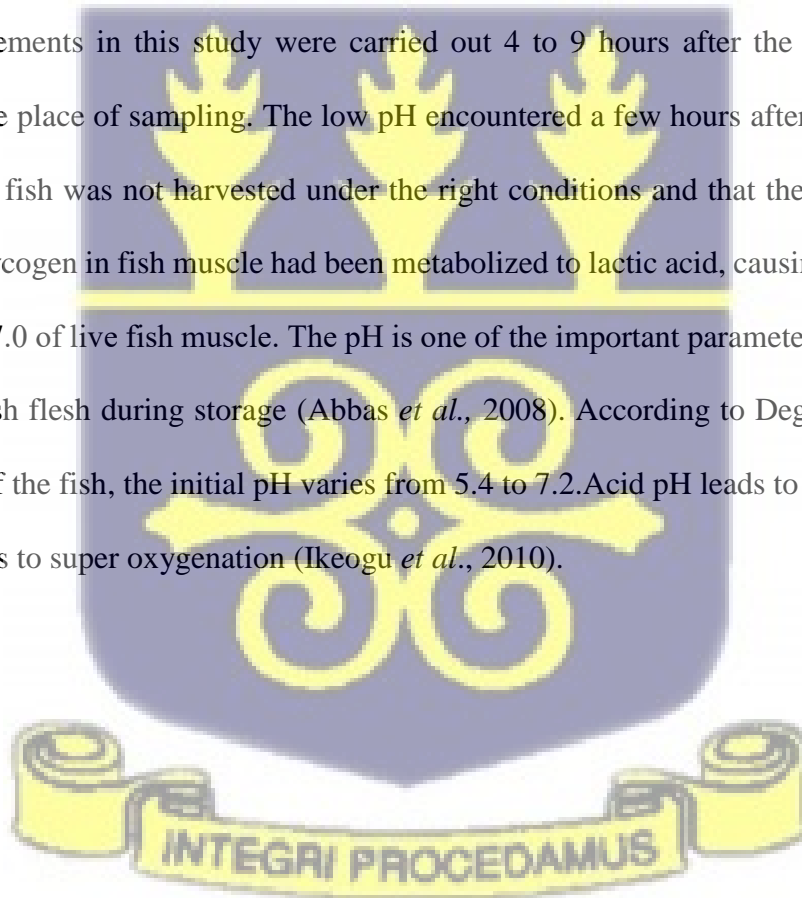 ements in this study were carried out 4 to 9 hours after the
e place of sampling. The low pH encountered a few hours after
fish was not harvested under the right conditions and that the
ycogen in fish muscle had been metabolized to lactic acid, causin
7.0 of live fish muscle. The pH is one of the important paramete
sh flesh during storage (Abbas et al., 2008). According to Deg
f the fish, the initial pH varies from 5.4 to 7.2.Acid pH leads to
s to super oxygenation (Ikeogu et al., 2010).
INTEGRI PROCEDAMUS